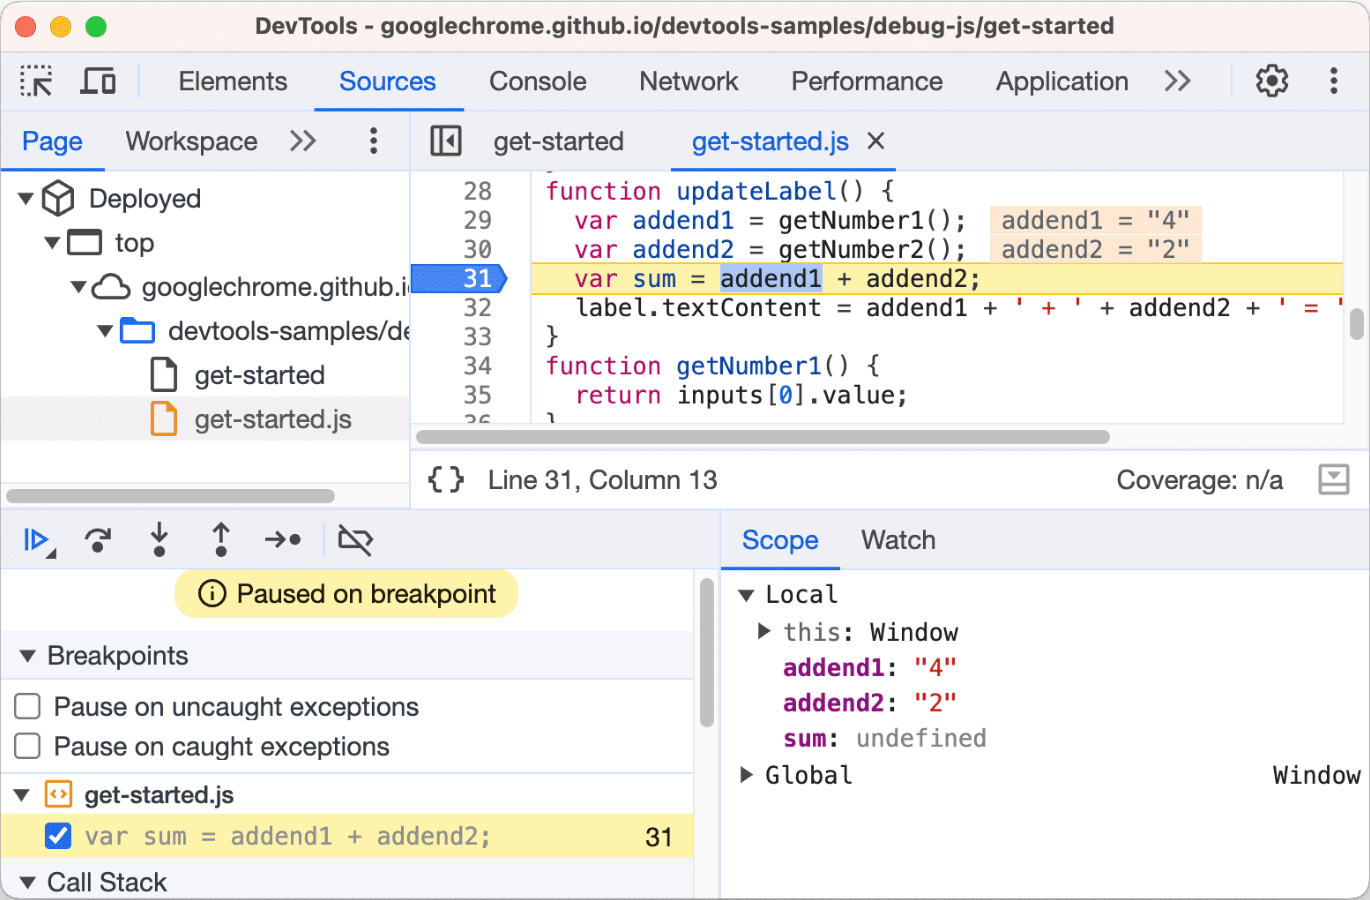 DevTools - googlechrome.github.io/devtools-samples/debug-js/get-started
Elements Sources Console Network Performance Application
Page Workspace get-started get-started.js
Deployed
top
googlechrome.github.i
devtools-samples/de
get-started
get-started.js
28 function updateLabel() {
29 var addend1 = getNumber1(); addend1 = "4"
30 var addend2 = getNumber2(); addend2 = "2"
31 var sum = addend1 + addend2;
32 label.textContent = addend1 + ' + ' + addend2 + ' = '
33 }
34 function getNumber1() {
35 return inputs[0].value;
36 }
{ } Line 31, Column 13 Coverage: n/a
Paused on breakpoint
Breakpoints
Pause on uncaught exceptions
Pause on caught exceptions
get-started.js
var sum = addend1 + addend2; 31
Call Stack
Scope Watch
Local
this: Window
addend1: "4"
addend2: "2"
sum: undefined
Global Window